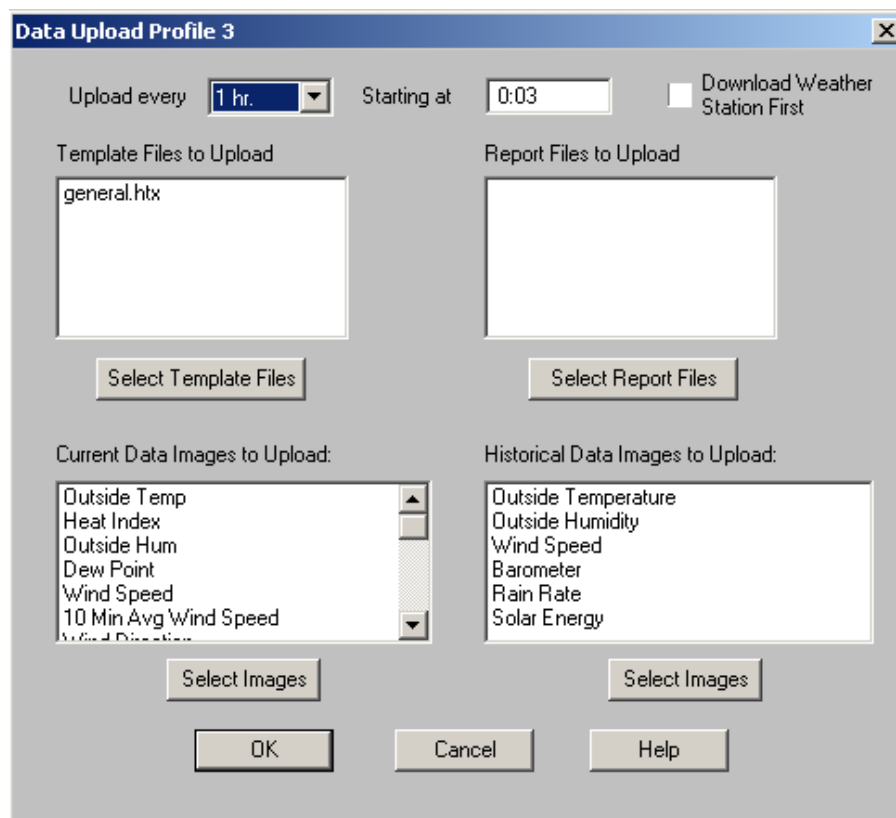 Data Upload Profile 3
Upload every 1 hr. Starting at 0:03 Download Weather
Station First
Template Files to Upload
general.htx
Select Template Files
Report Files to Upload
Select Report Files
Current Data Images to Upload:
Outside Temp
Heat Index
Outside Hum
Dew Point
Wind Speed
10 Min Avg Wind Speed
Wind Direction
Select Images
Historical Data Images to Upload:
Outside Temperature
Outside Humidity
Wind Speed
Barometer
Rain Rate
Solar Energy
Select Images
OK Cancel Help